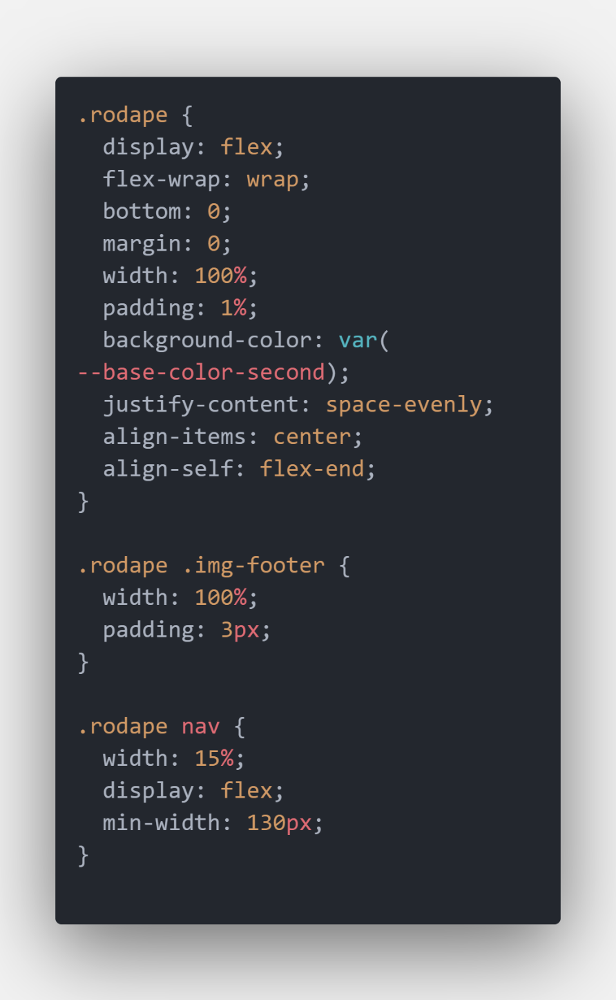 .rodape {
  display: flex;
  flex-wrap: wrap;
  bottom: 0;
  margin: 0;
  width: 100%;
  padding: 1%;
  background-color: var(
--base-color-second);
  justify-content: space-evenly;
  align-items: center;
  align-self: flex-end;
}

.rodape .img-footer {
  width: 100%;
  padding: 3px;
}

.rodape nav {
  width: 15%;
  display: flex;
  min-width: 130px;
}